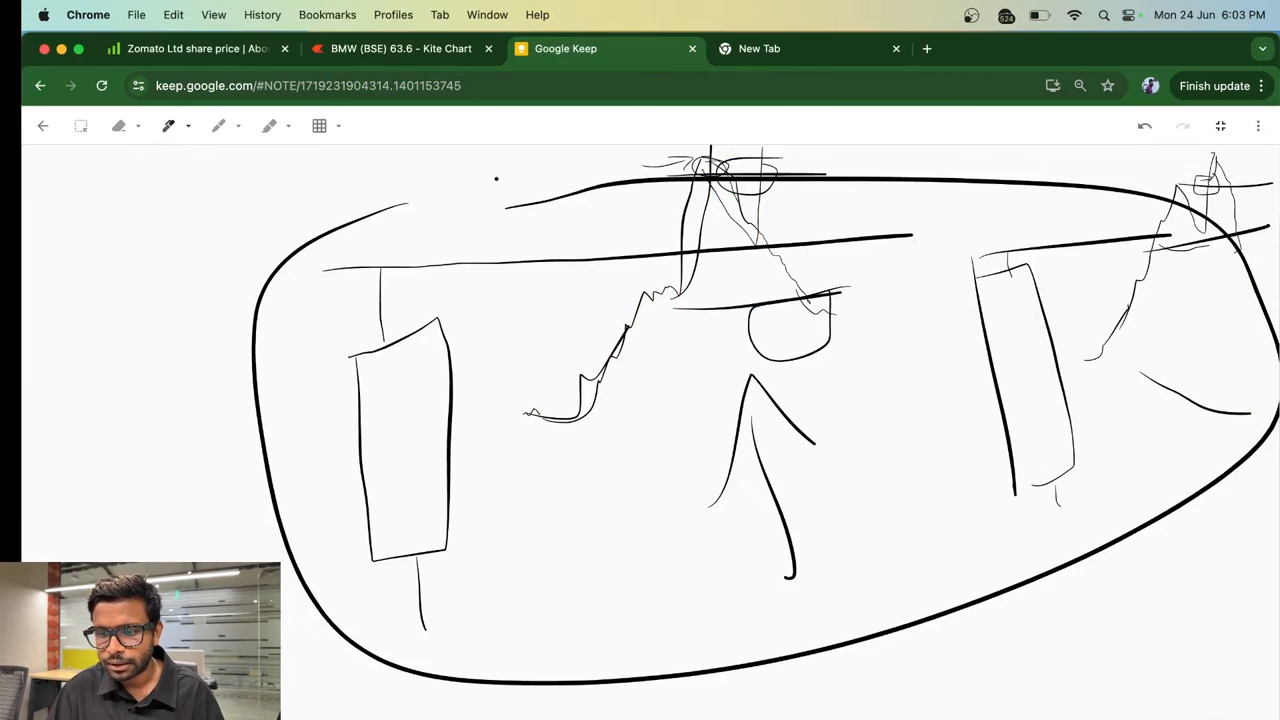 Chrome File Edit View History Bookmarks Profiles Tab Window Help 524 Mon 24 Jun 6:03 PM
Zomato Ltd share price | Abo BMW (BSE) 63.6 - Kite Chart Google Keep New Tab
keep.google.com/#NOTE/1719231904314.1401153745 Finish update